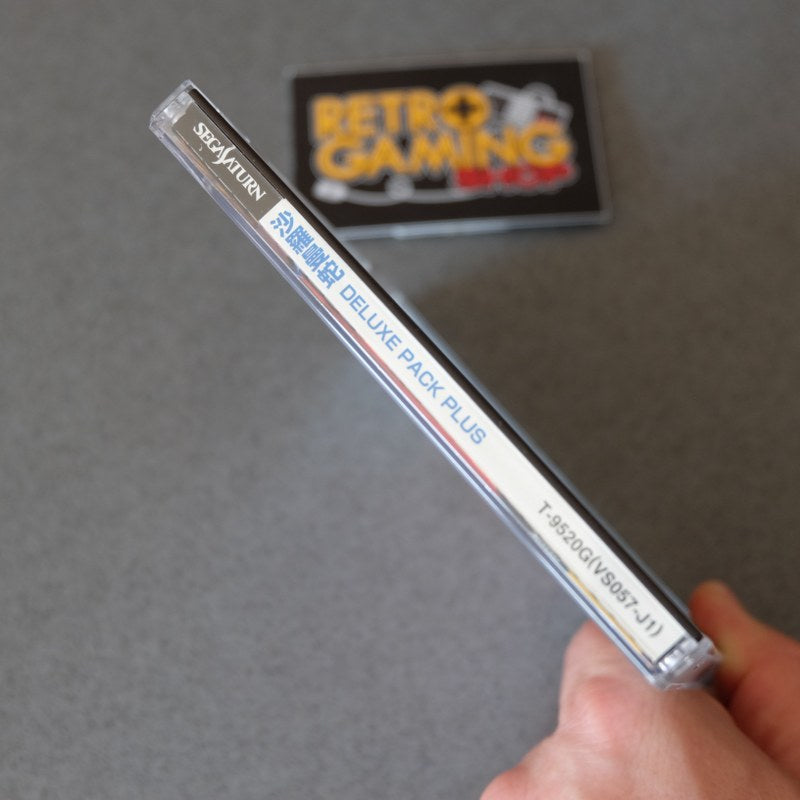 RETRO
GAMING
SHOP
SEGA SATURN
沙羅曼蛇 DELUXE PACK PLUS
T-9520G(VS057-J1)